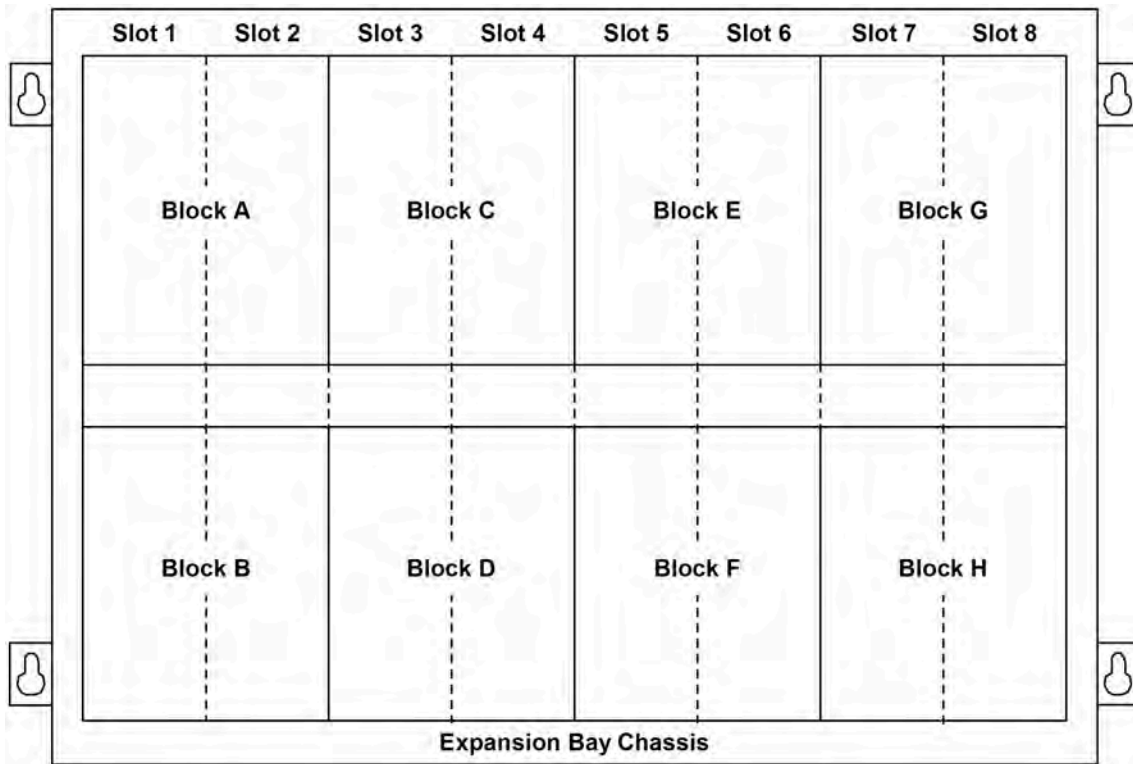 Slot 1 Slot 2 Slot 3 Slot 4 Slot 5 Slot 6 Slot 7 Slot 8
Block A Block C Block E Block G
Block B Block D Block F Block H
Expansion Bay Chassis